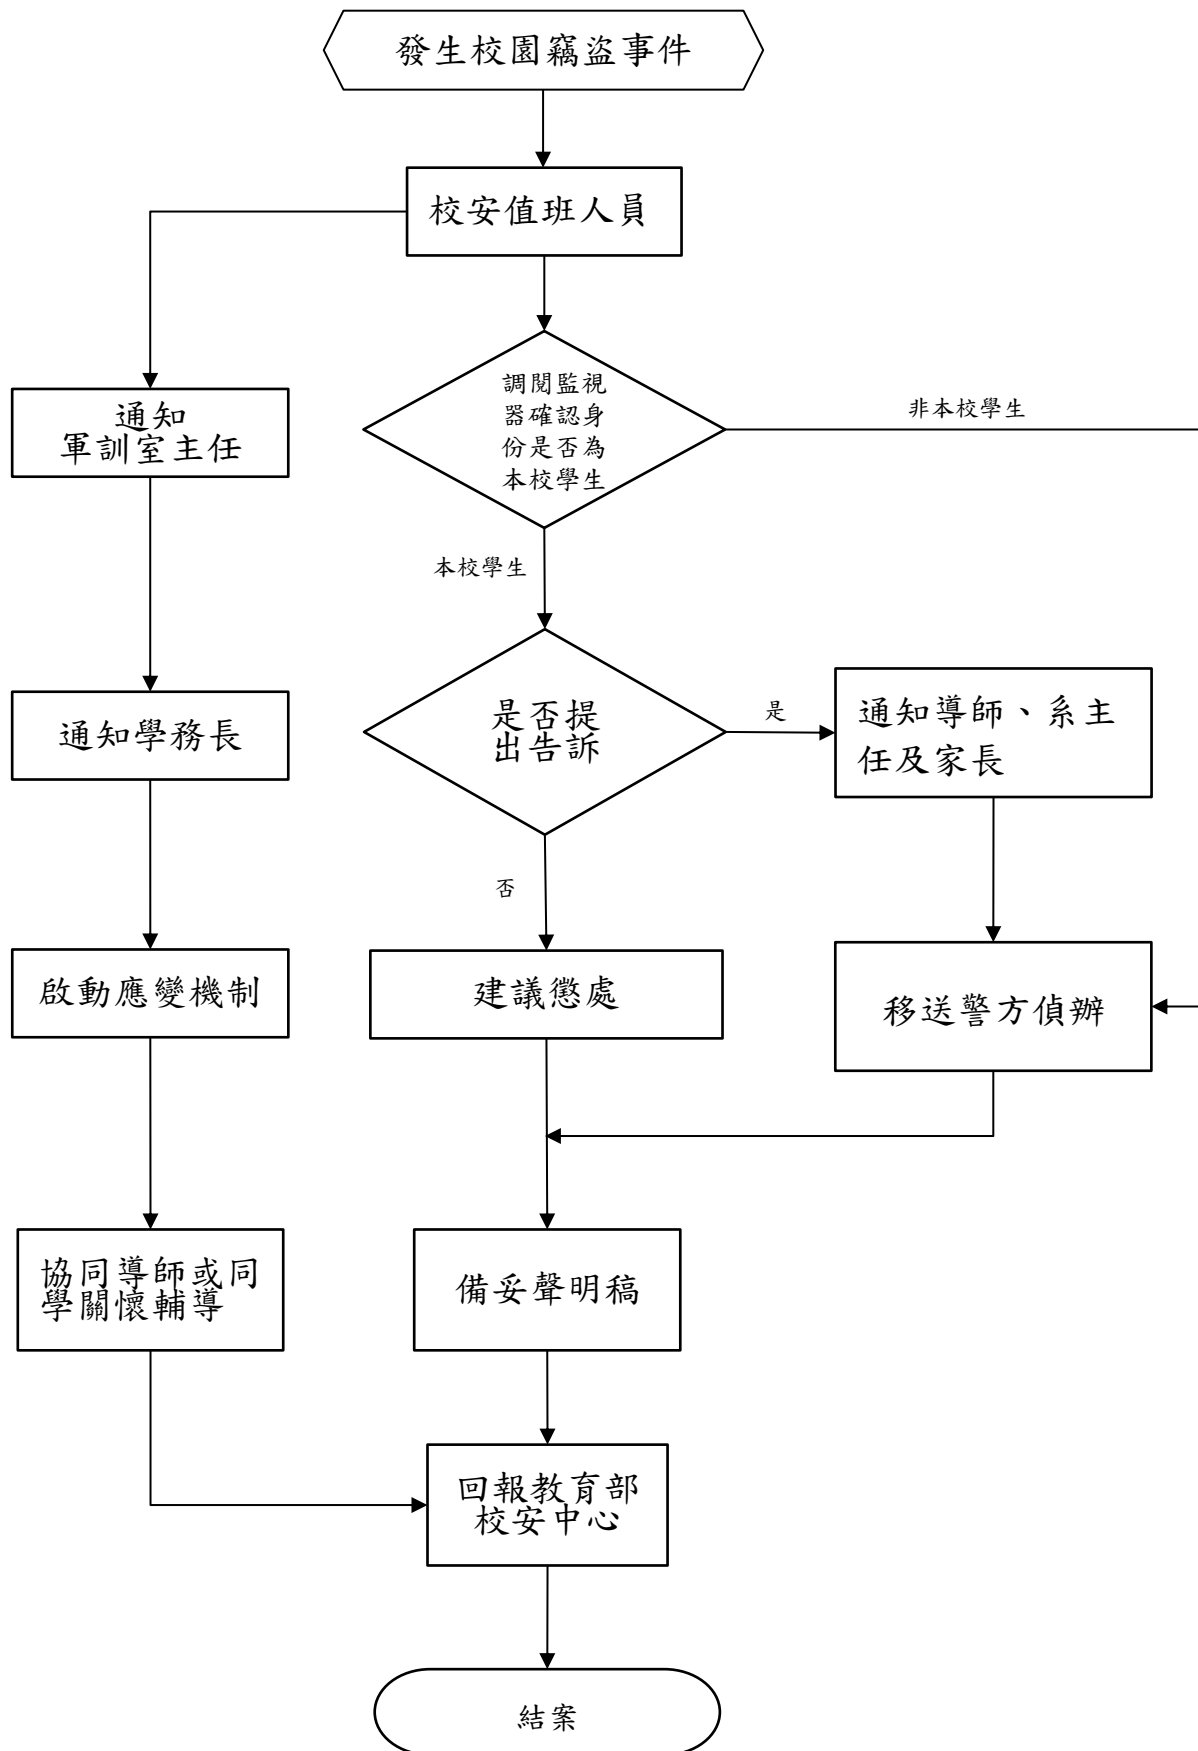 發生校園竊盜事件
校安值班人員
通知
軍訓室主任
調閱監視
器確認身
份是否為
本校學生
非本校學生
本校學生
通知學務長
是否提
出告訴
是
通知導師、系主
任及家長
否
啟動應變機制
建議懲處
移送警方偵辦
協同導師或同
學關懷輔導
備妥聲明稿
回報教育部
校安中心
結案